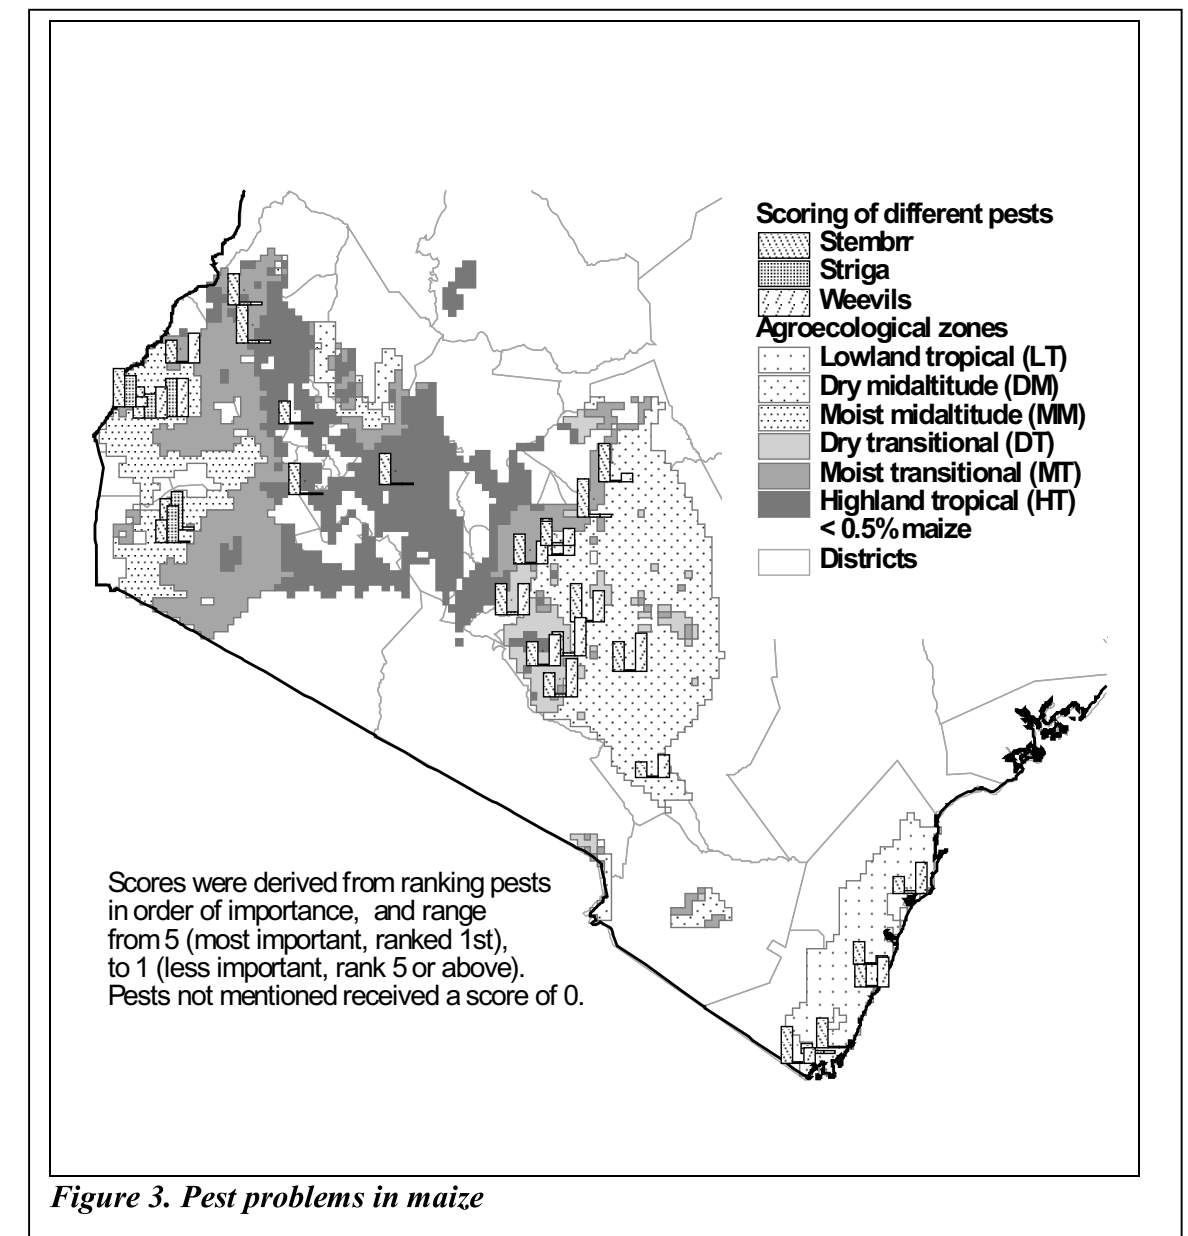 Scoring of different pests
Stembrr
Striga
Weevils
Agroecological zones
Lowland tropical (LT)
Dry midaltitude (DM)
Moist midaltitude (MM)
Dry transitional (DT)
Moist transitional (MT)
Highland tropical (HT)
< 0.5% maize
Districts
Scores were derived from ranking pests
in order of importance, and range
from 5 (most important, ranked 1st),
to 1 (less important, rank 5 or above).
Pests not mentioned received a score of 0.
Figure 3. Pest problems in maize